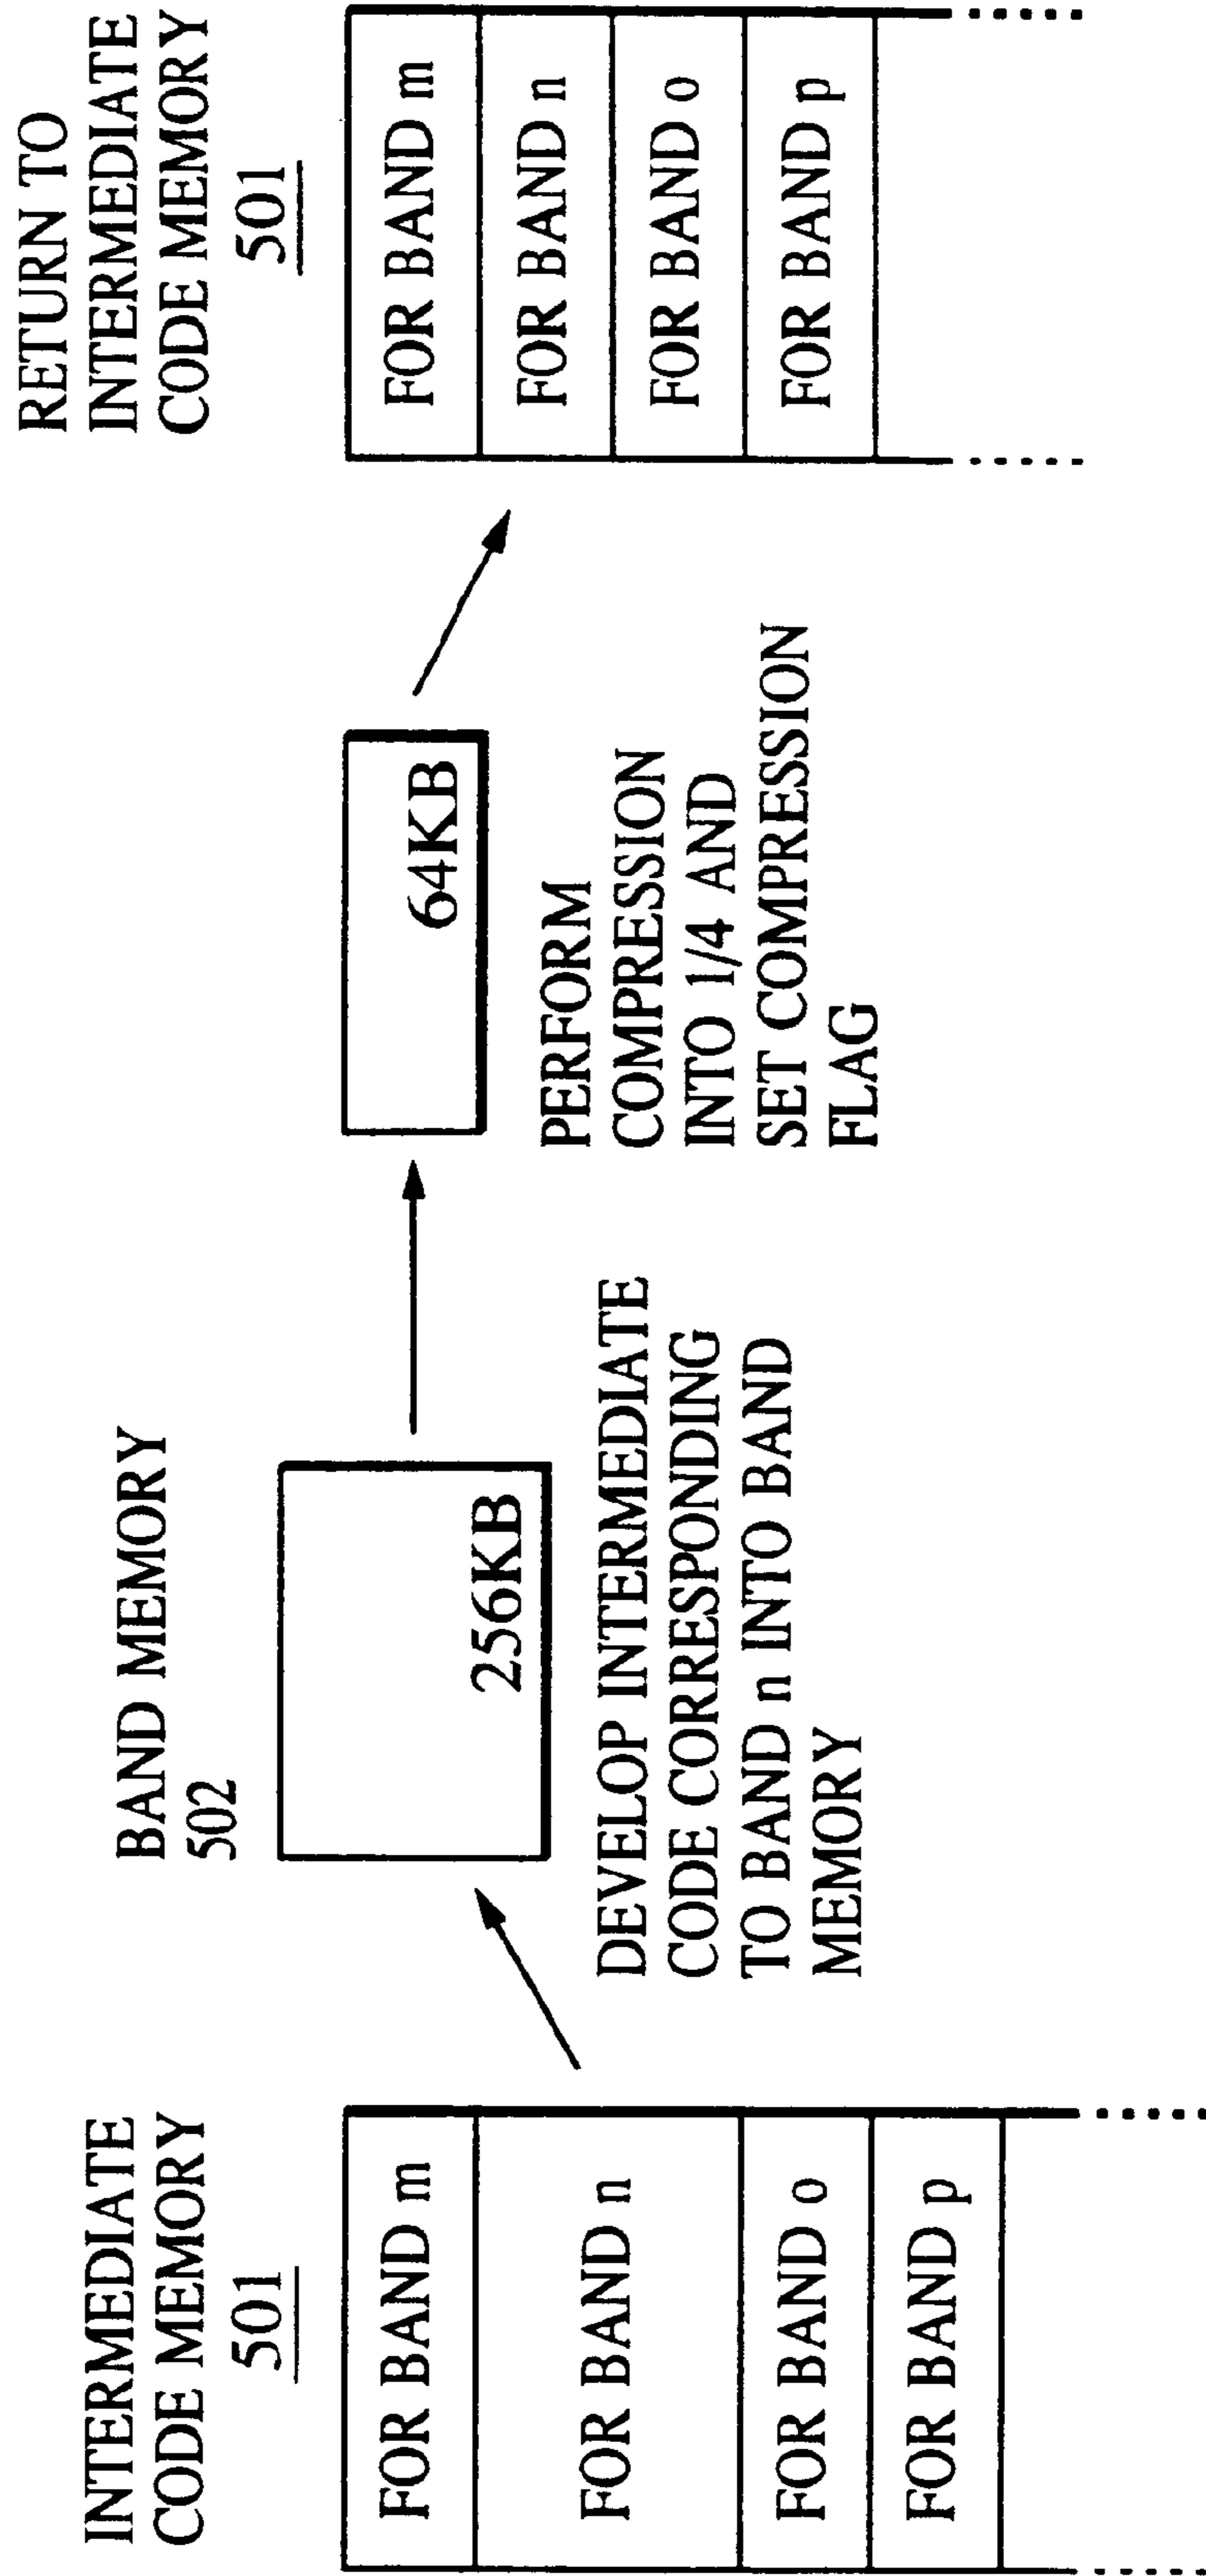 INTERMEDIATE
CODE MEMORY
501
FOR BAND m
FOR BAND n
FOR BAND o
FOR BAND p
BAND MEMORY
502
256KB
DEVELOP INTERMEDIATE
CODE CORRESPONDING
TO BAND n INTO BAND
MEMORY
64KB
PERFORM
COMPRESSION
INTO 1/4 AND
SET COMPRESSION
FLAG
RETURN TO
INTERMEDIATE
CODE MEMORY
501
FOR BAND m
FOR BAND n
FOR BAND o
FOR BAND p